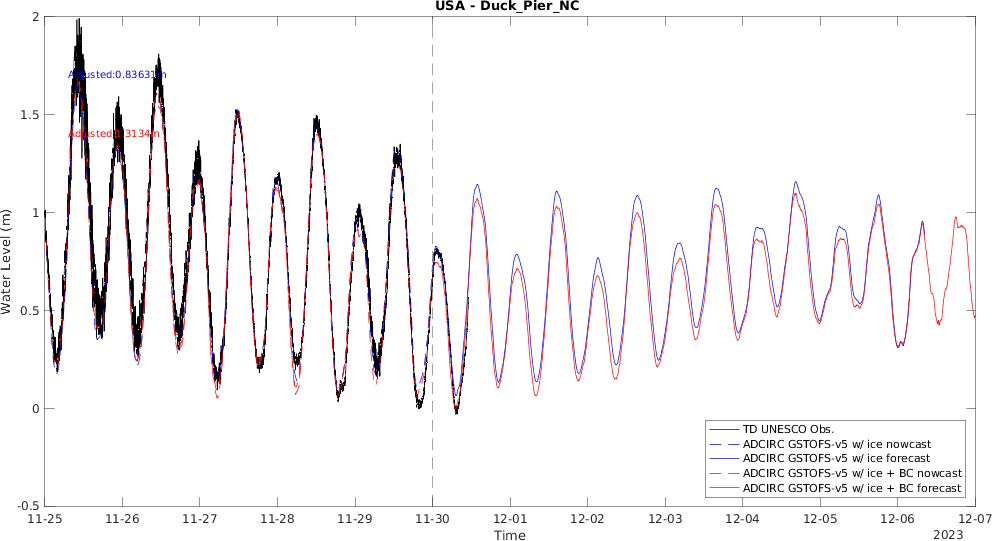 USA - Duck_Pier_NC
Water Level (m)
2
1.5
1
0.5
0
-0.5
Adjusted:0.83631m
11-25
11-26
11-27
11-28
11-29
11-30
12-01
12-02
12-03
12-04
12-05
12-06
12-07
2023
Time
TD UNESCO Obs.
ADCIRC GSTOFS-v5 w/ ice nowcast
ADCIRC GSTOFS-v5 w/ ice forecast
ADCIRC GSTOFS-v5 w/ ice + BC nowcast
ADCIRC GSTOFS-v5 w/ ice + BC forecast